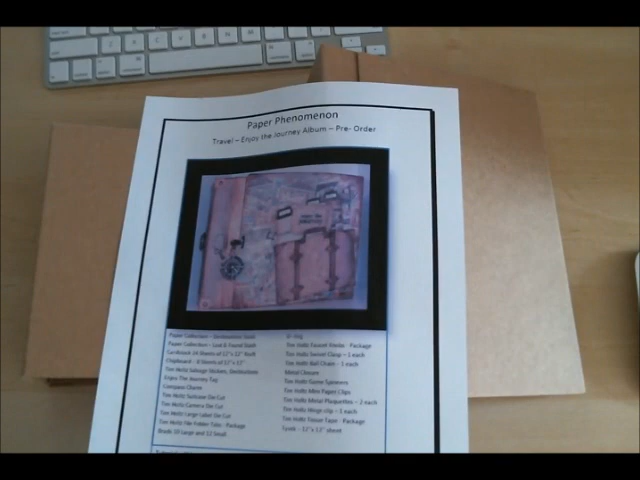 Paper Phenomenon
Travel – Enjoy the Journey Album – Pre- Order
Paper Collection – Destinations Stash
Paper Collection – Lost & Found Stash
Cardstock 14 Sheets of 12"x 12" Kraft
Chipboard – 8 Sheets of 12"x 12"
Tim Holtz Salvage Stickers, Destinations
Enjoy The Journey Tag
Compass Charm
Tim Holtz Suitcase Die Cut
Tim Holtz Camera Die Cut
Tim Holtz Large Label Die Cut
Tim Holtz File Folder Tabs - Package
Brads 10 Large and 12 Small
Tim Holtz Faucet Knobs - Package
Tim Holtz Swivel Clasp – 1 each
Tim Holtz Ball Chain - 1 each
Metal Closure
Tim Holtz Game Spinners
Tim Holtz Mini Paper Clips
Tim Holtz Metal Plaquettes – 2 each
Tim Holtz Hinge clip – 1 each
Tim Holtz Tissue Tape - Package
Tyvek – 12"x 12" sheet